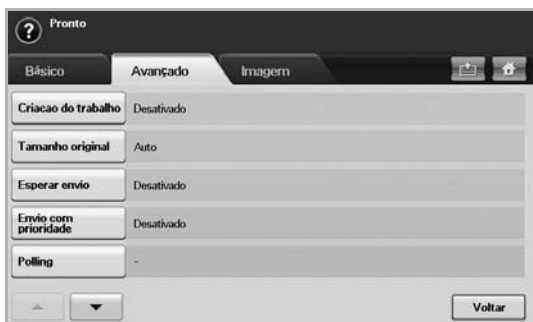 ? Pronto
Básico Avançado Imagem
Criacao do trabalho Desativado
Tamanho original Auto
Esperar envio Desativado
Envio com
prioridade Desativado
Polling -
Voltar